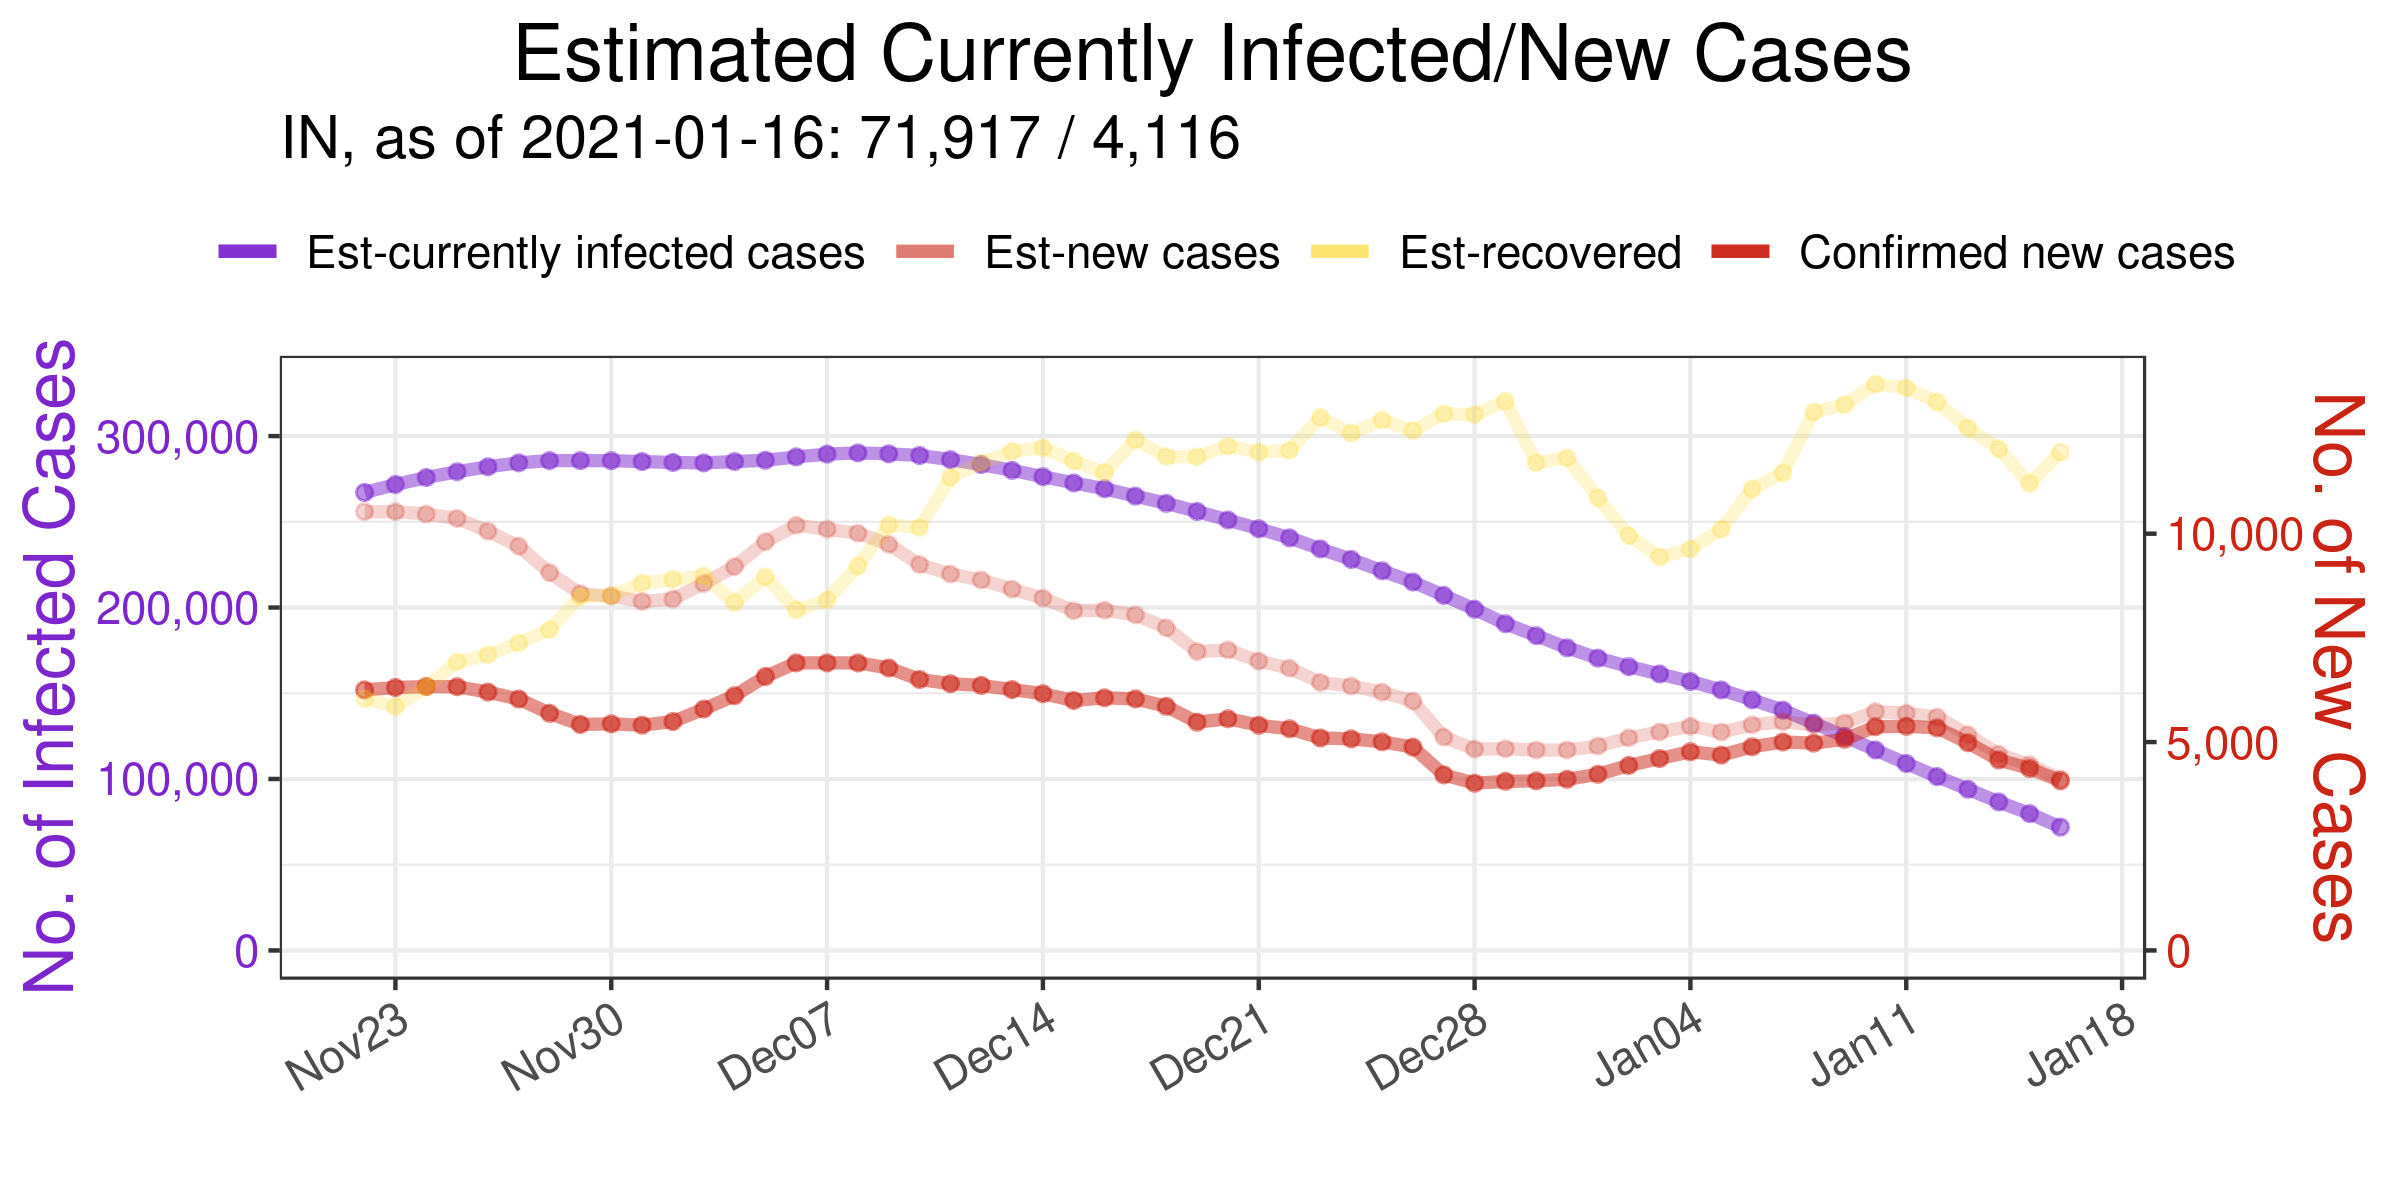 Estimated Currently Infected/New Cases
IN, as of 2021-01-16: 71,917 / 4,116
Est-currently infected cases Est-new cases Est-recovered Confirmed new cases
No. of Infected Cases
300,000
200,000
100,000
0
No. of New Cases
10,000
5,000
0
Nov23 Nov30 Dec07 Dec14 Dec21 Dec28 Jan04 Jan11 Jan18